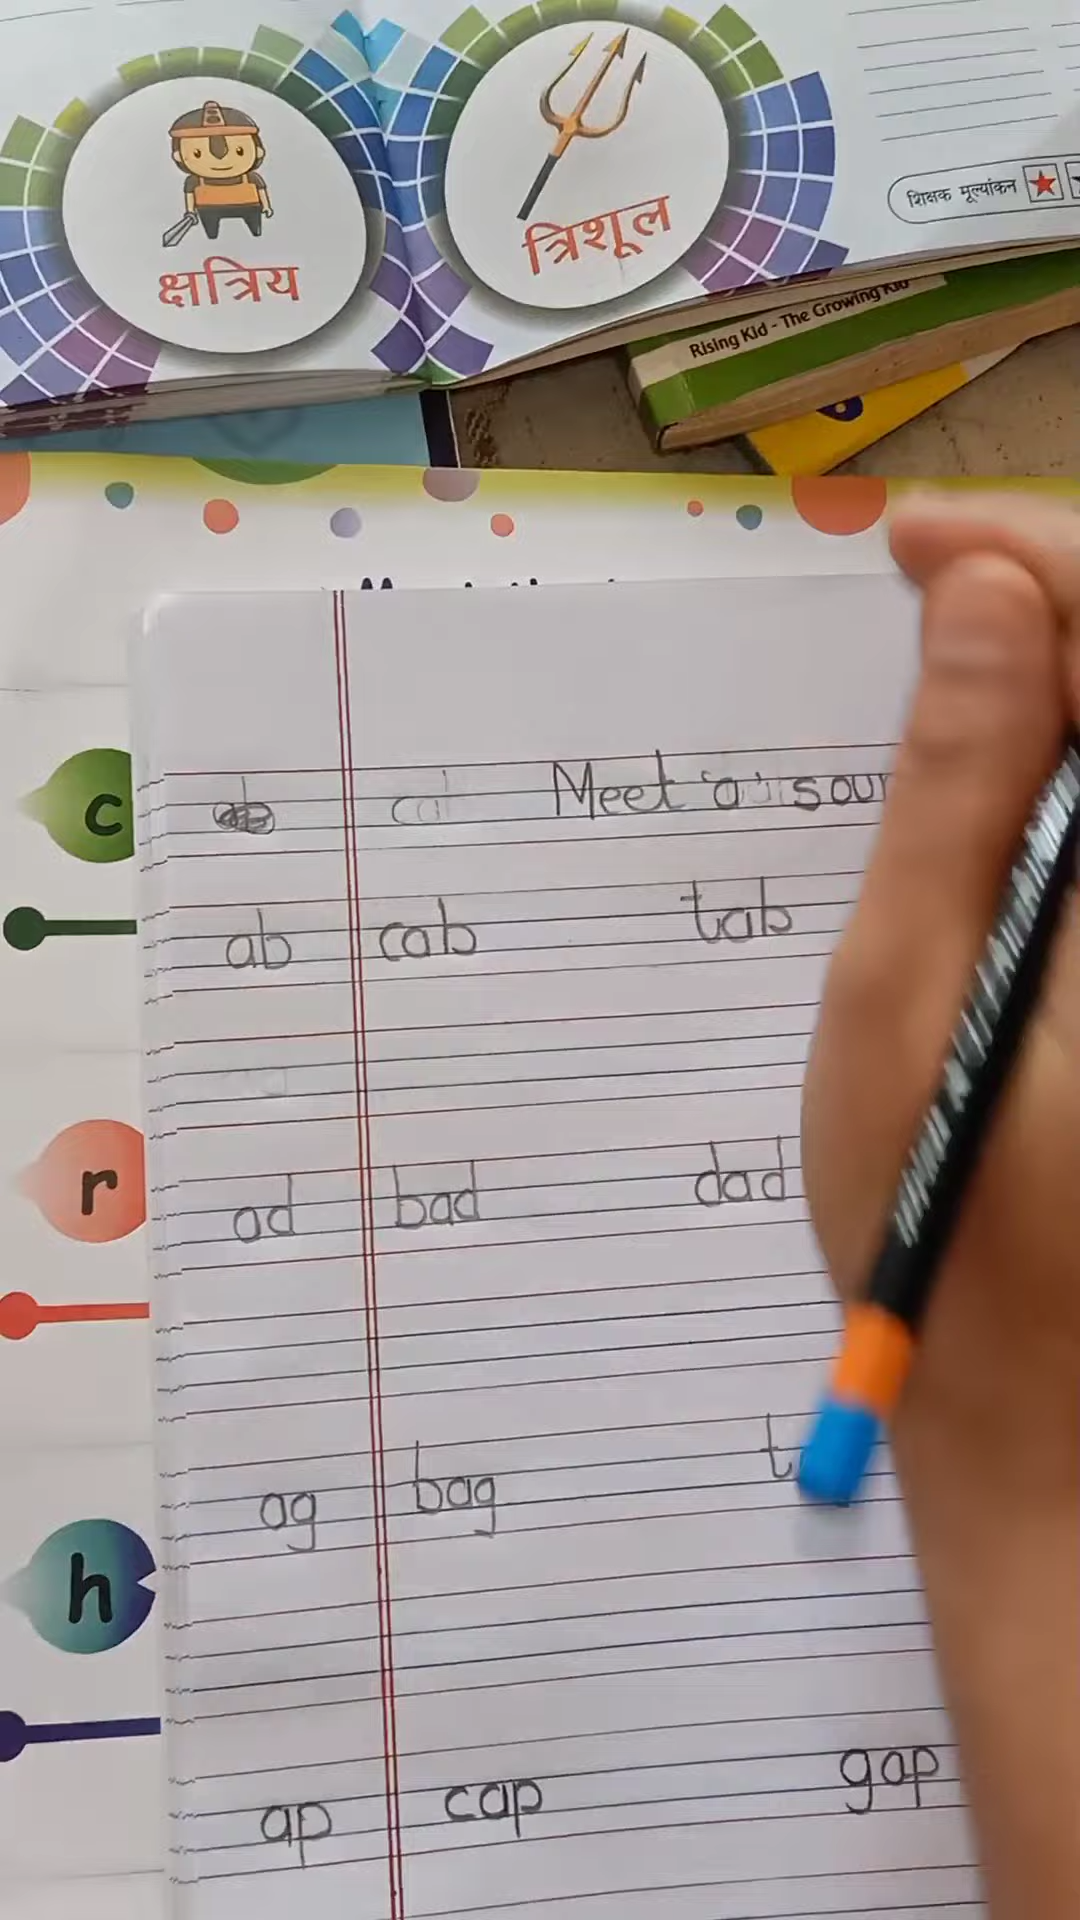 क्षत्रिय
त्रिशूल
शिक्षक मूल्यांकन
Rising Kid - The Growing Kid
c
Meet 'a'
ab cab tab
r
ad bad dad
ag bag
h
ap cap gap